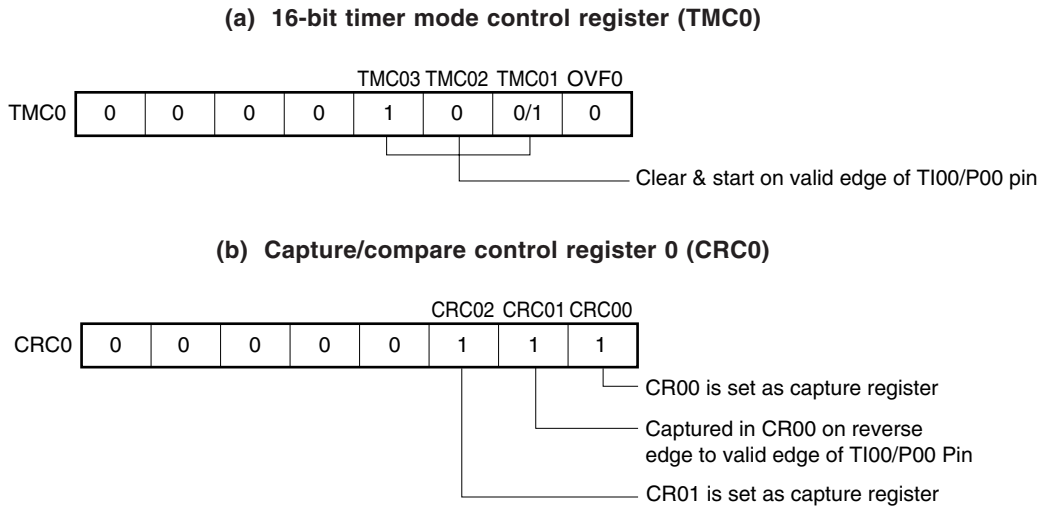 (a) 16-bit timer mode control register (TMC0)
TMC03 TMC02 TMC01 OVF0
TMC0 0 0 0 0 1 0 0/1 0
Clear & start on valid edge of TI00/P00 pin
(b) Capture/compare control register 0 (CRC0)
CRC02 CRC01 CRC00
CRC0 0 0 0 0 0 1 1 1
CR00 is set as capture register
Captured in CR00 on reverse
edge to valid edge of TI00/P00 Pin
CR01 is set as capture register